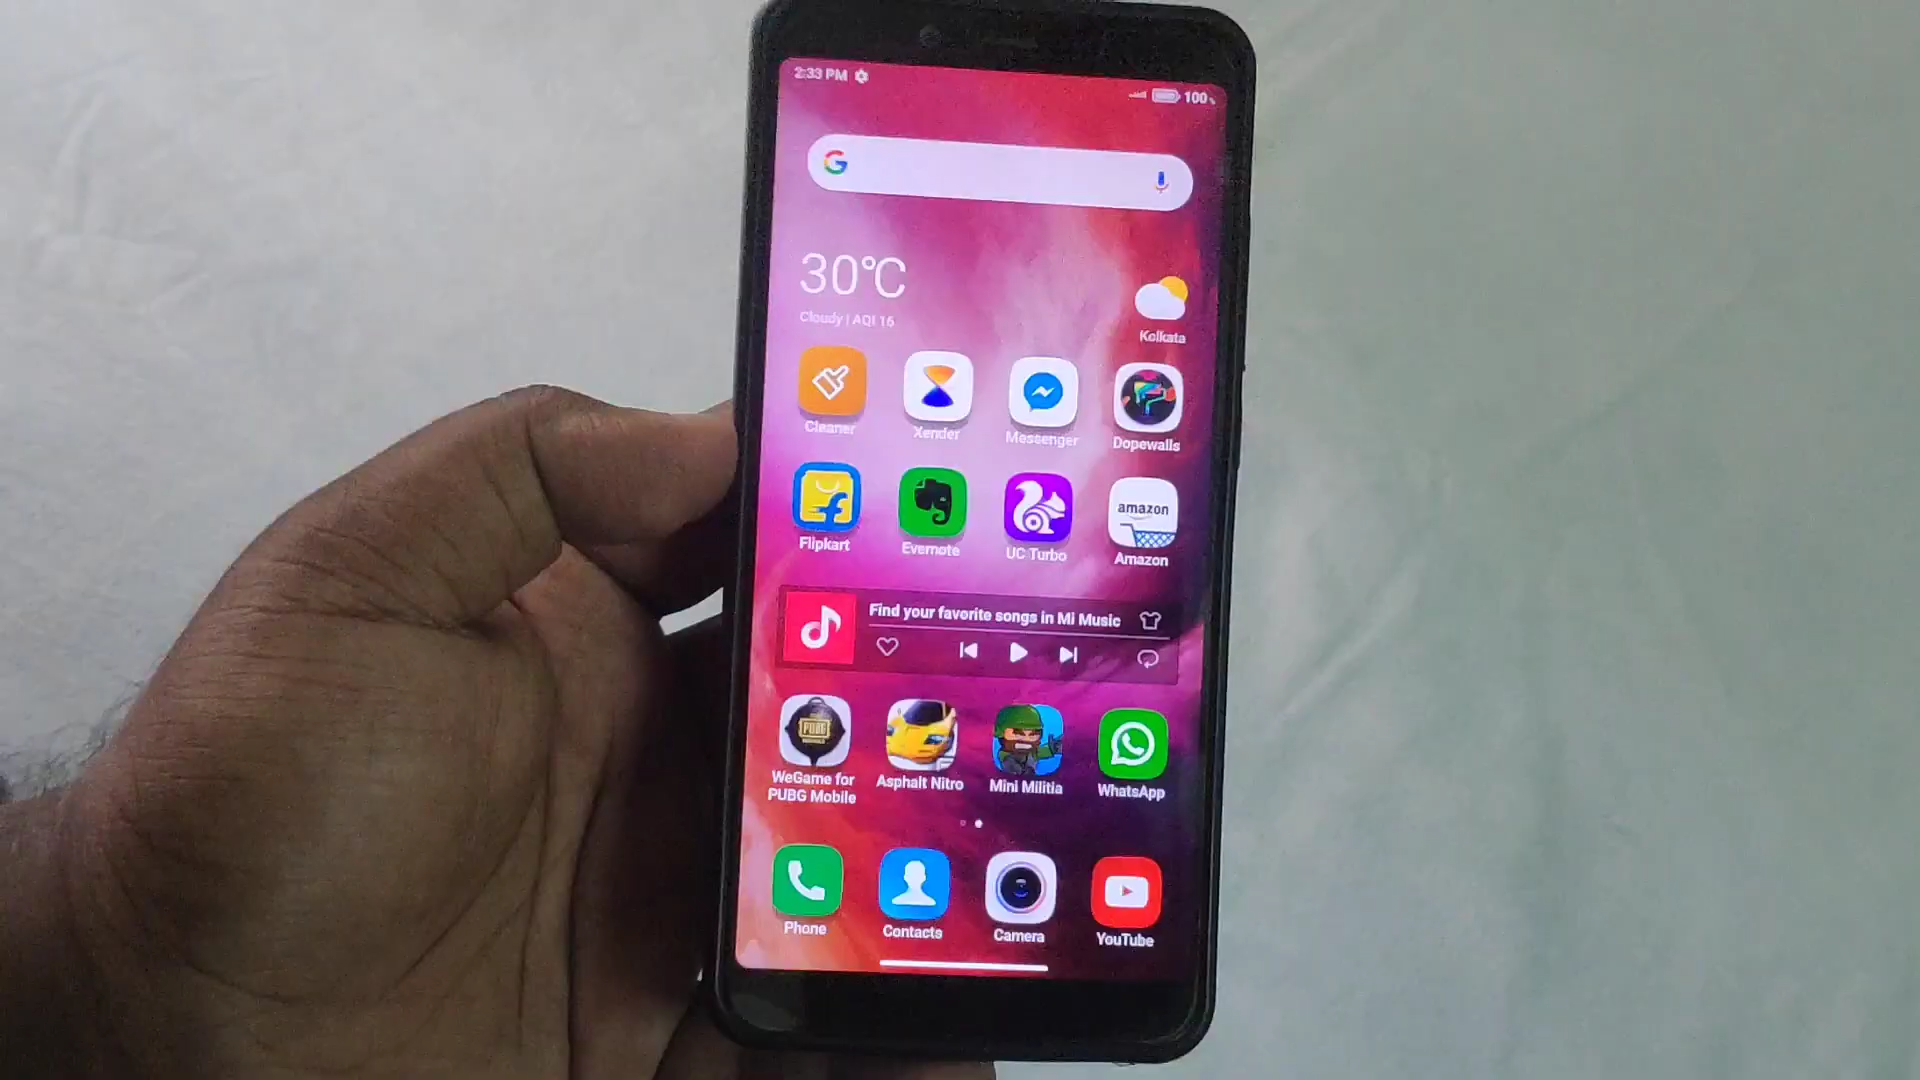 2:33 PM
100%
30°C
Cloudy | AQI 16
Kolkata
Cleaner
Xender
Messenger
Dopewalls
amazon
Flipkart
Evernote
UC Turbo
Amazon
Find your favorite songs in Mi Music
PUBG
WeGame for
PUBG Mobile
Asphalt Nitro
Mini Militia
WhatsApp
Phone
Contacts
Camera
YouTube